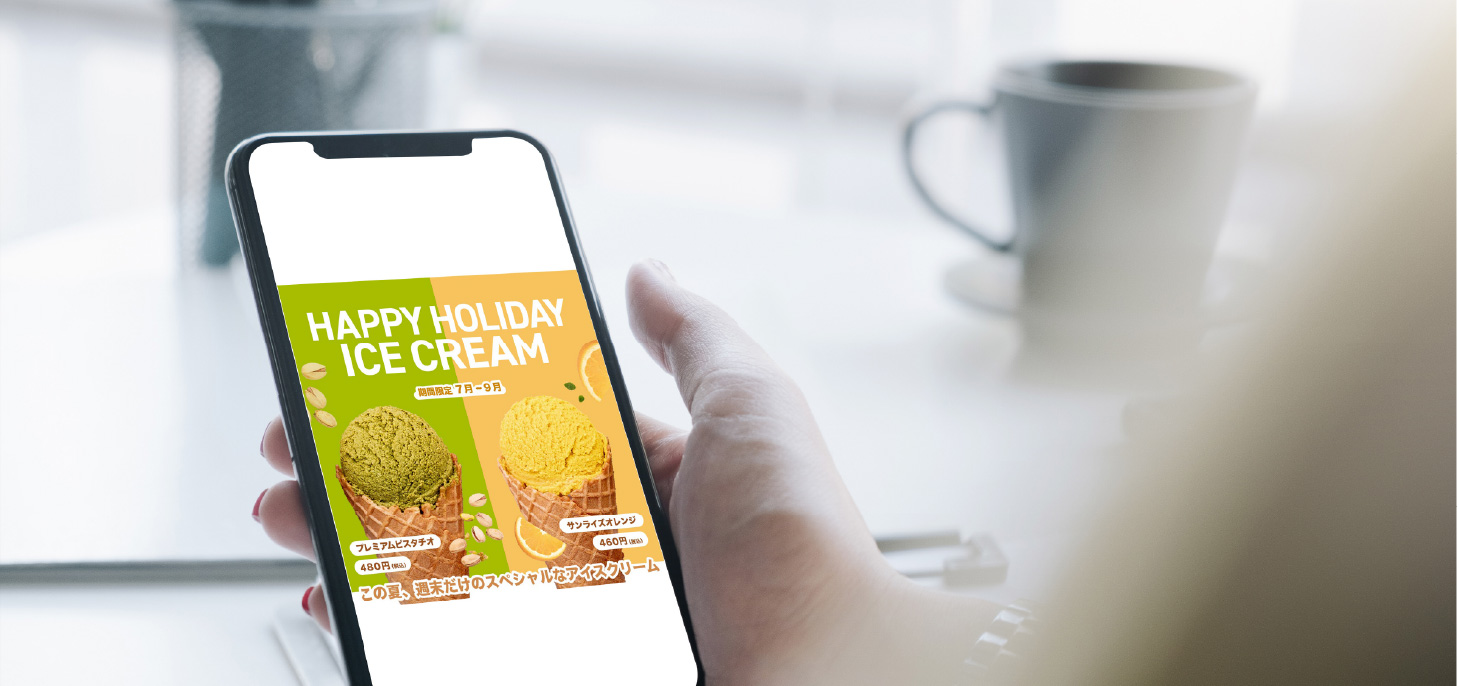 HAPPY HOLIDAY
ICE CREAM
期間限定 7月-9月
サンライズオレンジ
460円(税込)
プレミアムピスタチオ
480円(税込)
この夏、週末だけのスペシャルなアイスクリーム